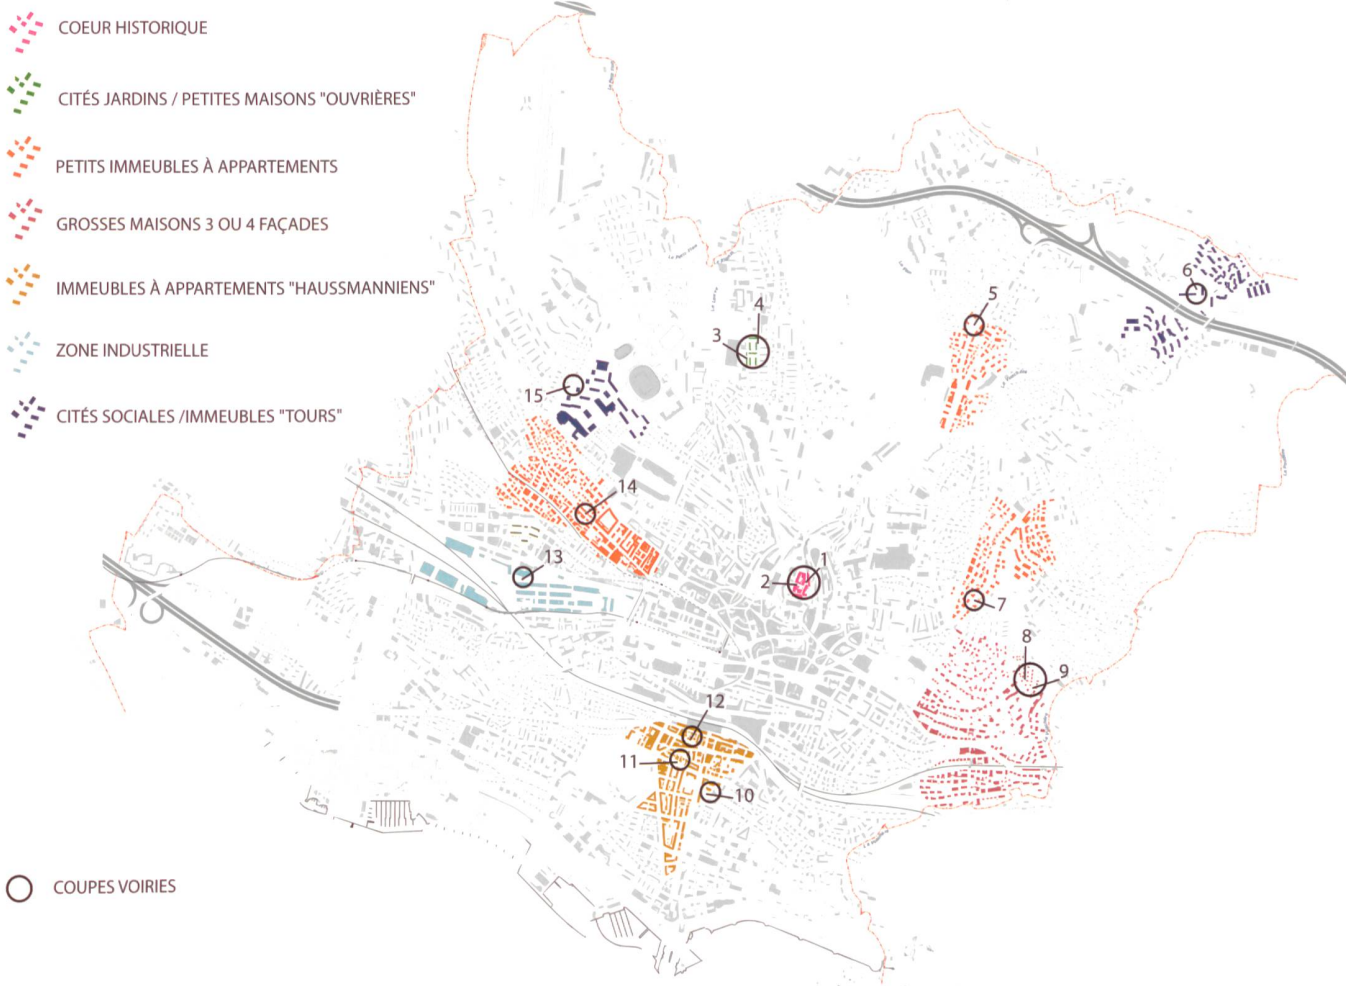 COEUR HISTORIQUE
CITÉS JARDINS / PETITES MAISONS "OUVRIÈRES"
PETITS IMMEUBLES À APPARTEMENTS
GROSSES MAISONS 3 OU 4 FAÇADES
IMMEUBLES À APPARTEMENTS "HAUSSMANNIENS"
ZONE INDUSTRIELLE
CITÉS SOCIALES /IMMEUBLES "TOURS"
COUPES VOIRIES
6
5
4
3
15
14
13
1
2
7
8
9
12
11
10